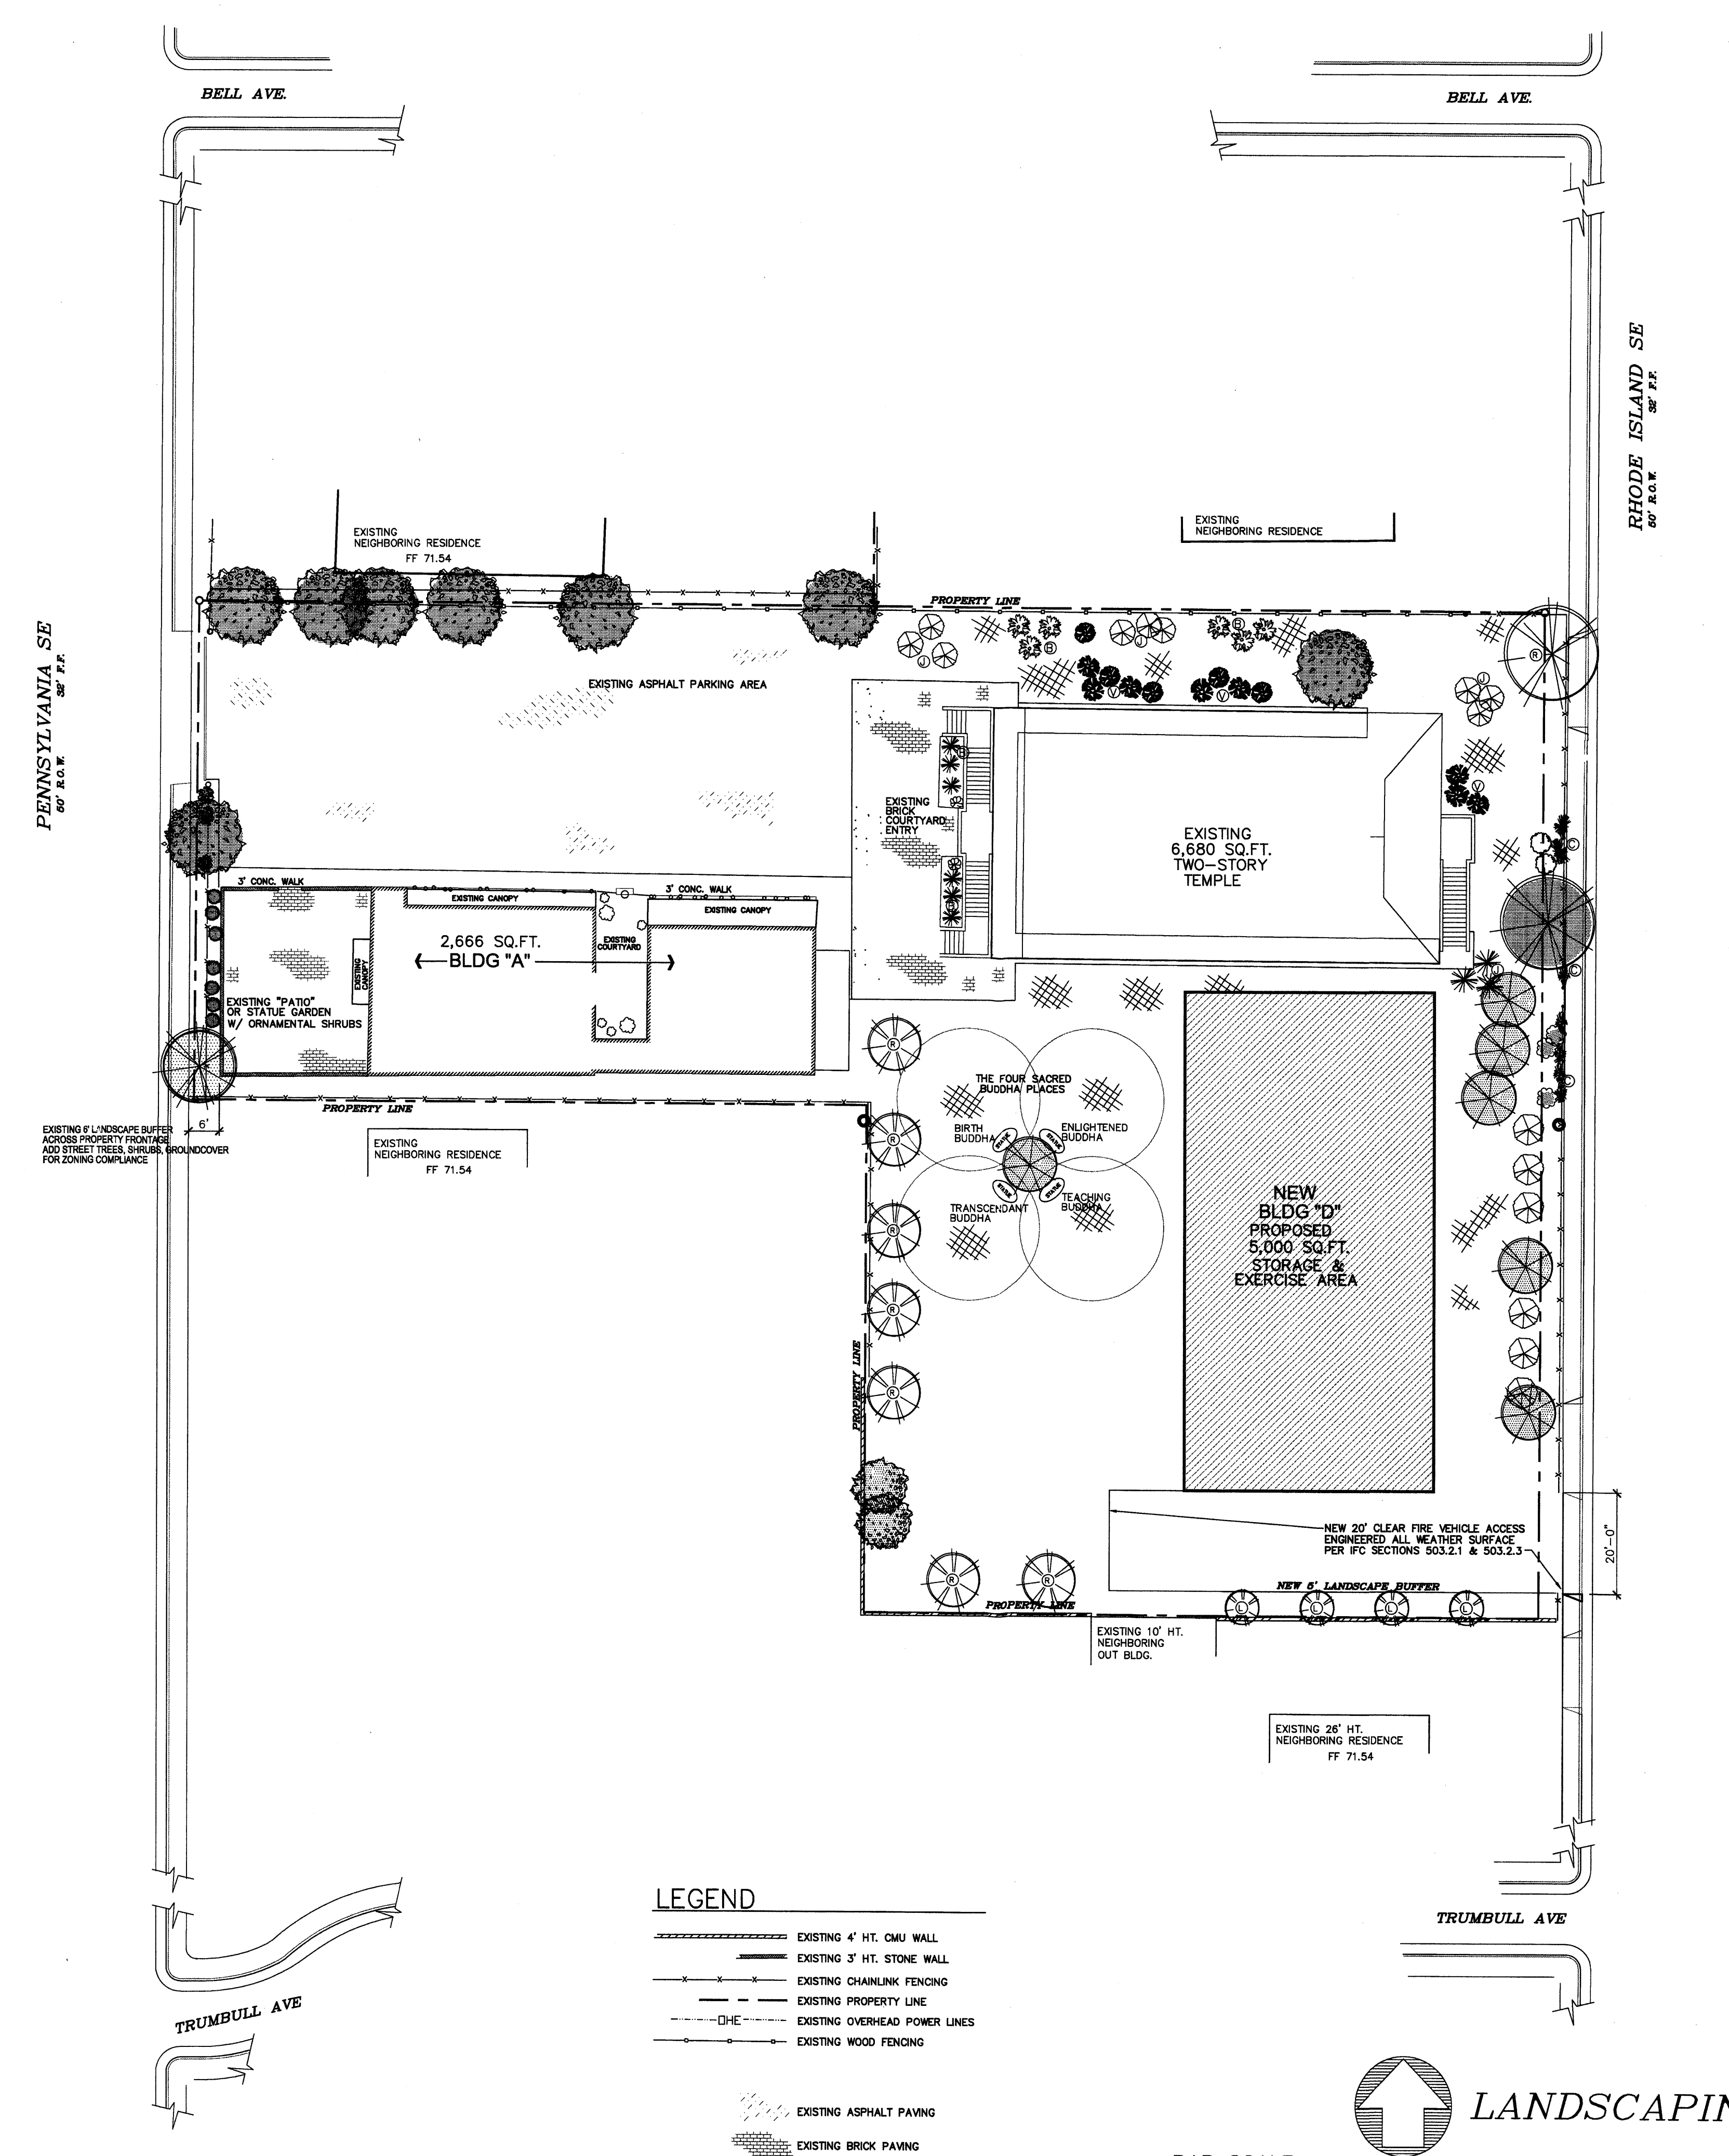 BELL AVE.
BELL AVE.
RHODE ISLAND SE
50' R.O.W. 32' F.F.
PENNSYLVANIA SE
50' R.O.W. 32' F.F.
EXISTING
NEIGHBORING RESIDENCE
FF 71.54
EXISTING
NEIGHBORING RESIDENCE
PROPERTY LINE
EXISTING ASPHALT PARKING AREA
R
J
J
B
B
V
V
J
V
B
B
C
C
C
EXISTING
BRICK
COURTYARD
ENTRY
EXISTING
6,680 SQ.FT.
TWO-STORY
TEMPLE
3' CONC. WALK
3' CONC. WALK
EXISTING CANOPY
EXISTING CANOPY
2,666 SQ.FT.
BLDG "A"
EXISTING
COURTYARD
EXISTING
CANOPY
EXISTING "PATIO"
OR STATUE GARDEN
W/ ORNAMENTAL SHRUBS
PROPERTY LINE
6'
EXISTING 6' LANDSCAPE BUFFER
ACROSS PROPERTY FRONTAGE
ADD STREET TREES, SHRUBS, GROUNDCOVER
FOR ZONING COMPLIANCE
EXISTING
NEIGHBORING RESIDENCE
FF 71.54
THE FOUR SACRED
BUDDHA PLACES
BIRTH
BUDDHA
ENLIGHTENED
BUDDHA
STATUE
STATUE
STATUE
STATUE
TRANSCENDANT
BUDDHA
TEACHING
BUDDHA
R
R
R
R
R
PROPERTY LINE
NEW
BLDG "D"
PROPOSED
5,000 SQ.FT.
STORAGE &
EXERCISE AREA
NEW 20' CLEAR FIRE VEHICLE ACCESS
ENGINEERED ALL WEATHER SURFACE
PER IFC SECTIONS 503.2.1 & 503.2.3
20'-0"
R
R
PROPERTY LINE
NEW 5' LANDSCAPE BUFFER
L
L
L
L
EXISTING 10' HT.
NEIGHBORING
OUT BLDG.
EXISTING 26' HT.
NEIGHBORING RESIDENCE
FF 71.54
TRUMBULL AVE
TRUMBULL AVE
LEGEND
EXISTING 4' HT. CMU WALL
EXISTING 3' HT. STONE WALL
EXISTING CHAINLINK FENCING
EXISTING PROPERTY LINE
OHE EXISTING OVERHEAD POWER LINES
EXISTING WOOD FENCING
EXISTING ASPHALT PAVING
EXISTING BRICK PAVING
LANDSCAPIN